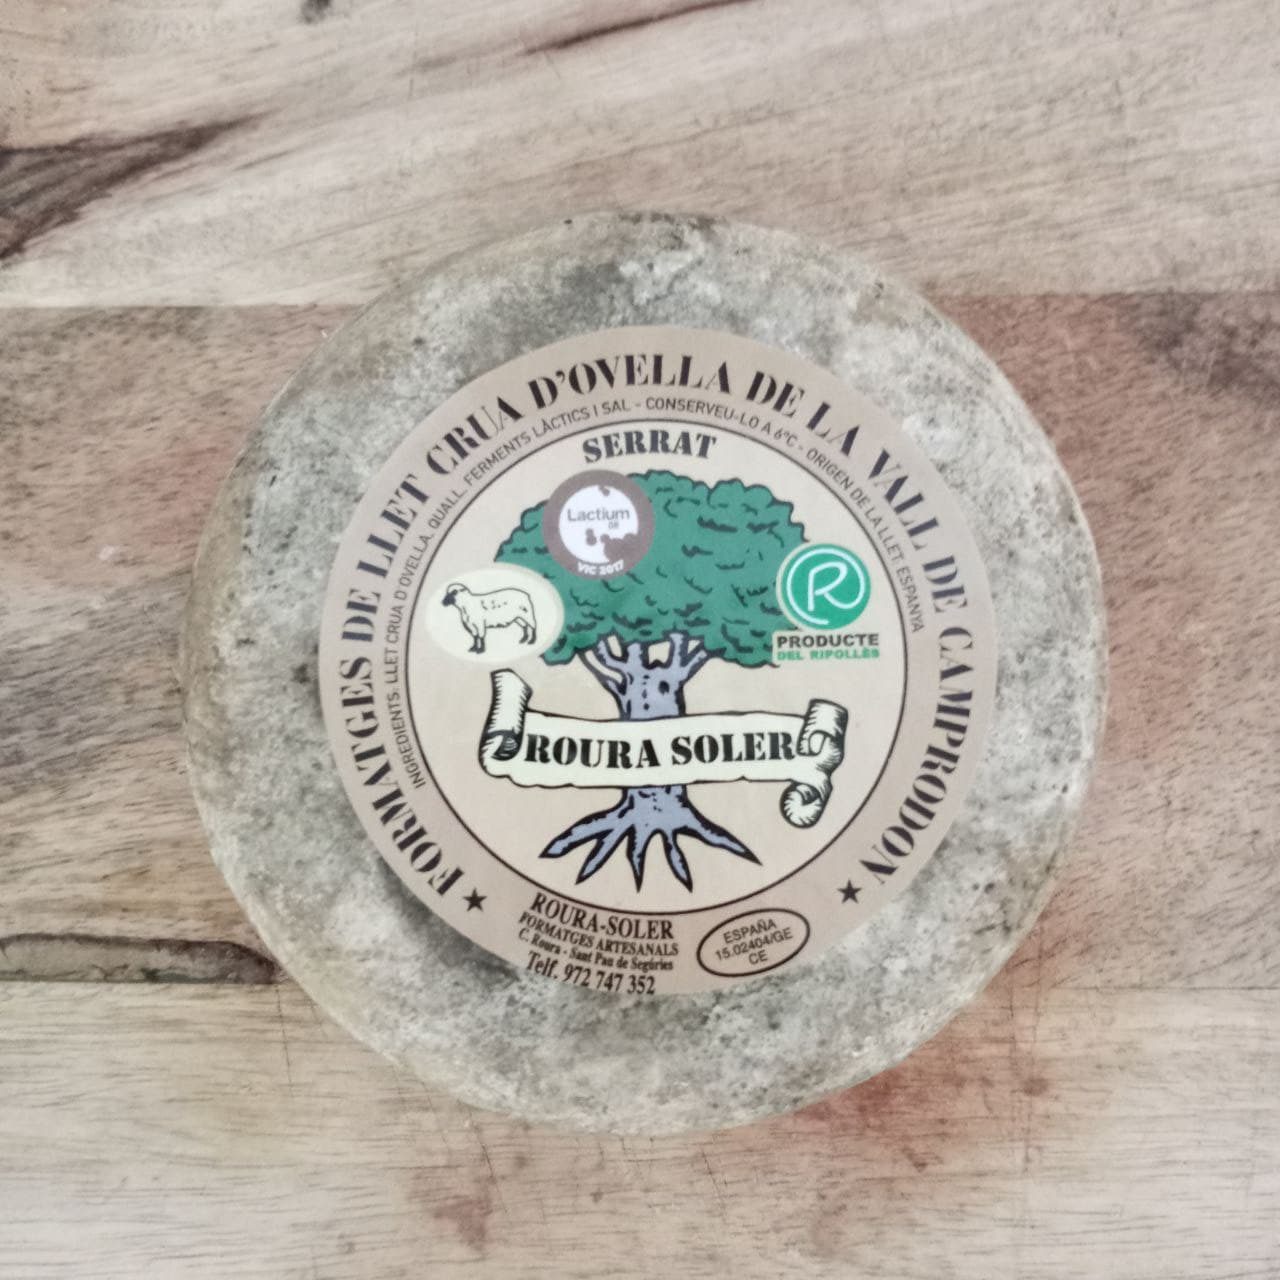 FORMATGES DE LLET CRUA D'OVELLA DE LA VALL DE CAMPRODON
INGREDIENTS: LLET CRUA D'OVELLA, QUALL, FERMENTS LÀCTICS I SAL - CONSERVEU-LO A 6ºC - ORIGEN DE LA LLET ESPANYA
SERRAT
Lactium
08
VIC 2017
R
PRODUCTE
DEL RIPOLLÈS
ROURA SOLER
ROURA-SOLER
FORMATGES ARTESANALS
C. Roura - Sant Pau de Segúries
Telf. 972 747 352
ESPAÑA
15.02404/GE
CE